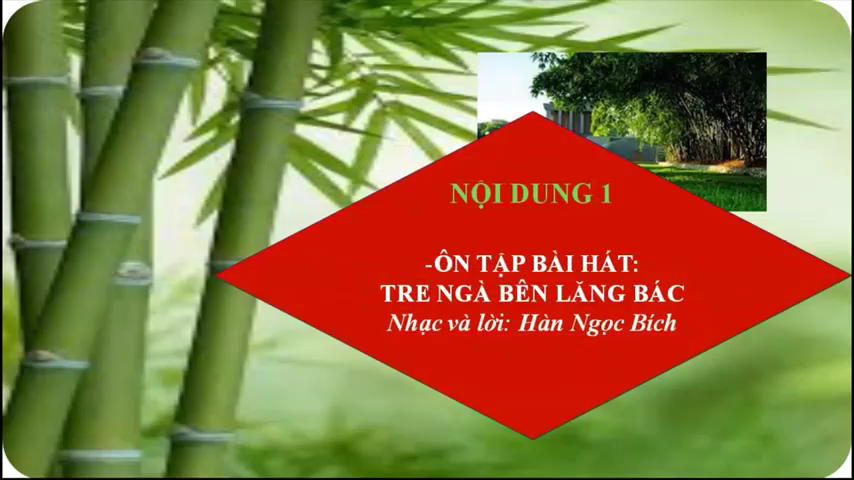 NỘI DUNG 1
-ÔN TẬP BÀI HÁT:
TRE NGÀ BÊN LĂNG BÁC
Nhạc và lời: Hàn Ngọc Bích